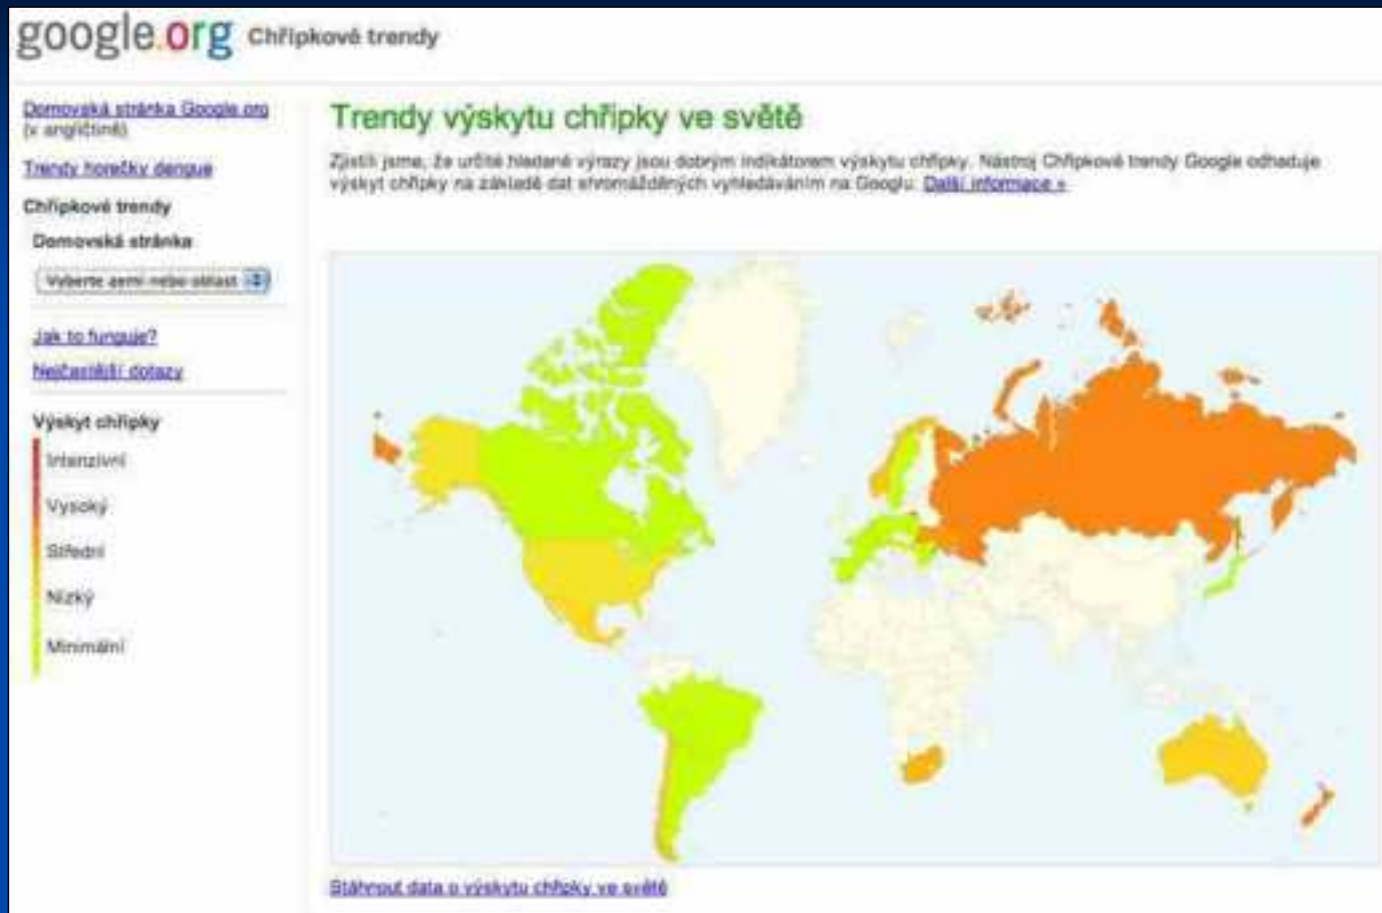 google.org Chřipkové trendy
Domovská stránka Google.org
(v angličtině)
Trendy horečky dengue
Chřipkové trendy
Domovská stránka
Vyberte zemi nebo oblast
Jak to funguje?
Nejčastější dotazy
Výskyt chřipky
Intenzivní
Vysoký
Střední
Nízký
Minimální
Trendy výskytu chřipky ve světě
Zjistili jsme, že určité hledané výrazy jsou dobrým indikátorem výskytu chřipky. Nástroj Chřipkové trendy Google odhaduje
výskyt chřipky na základě dat shromážděných vyhledáváním na Googlu. Další informace »
Stáhnout data o výskytu chřipky ve světě